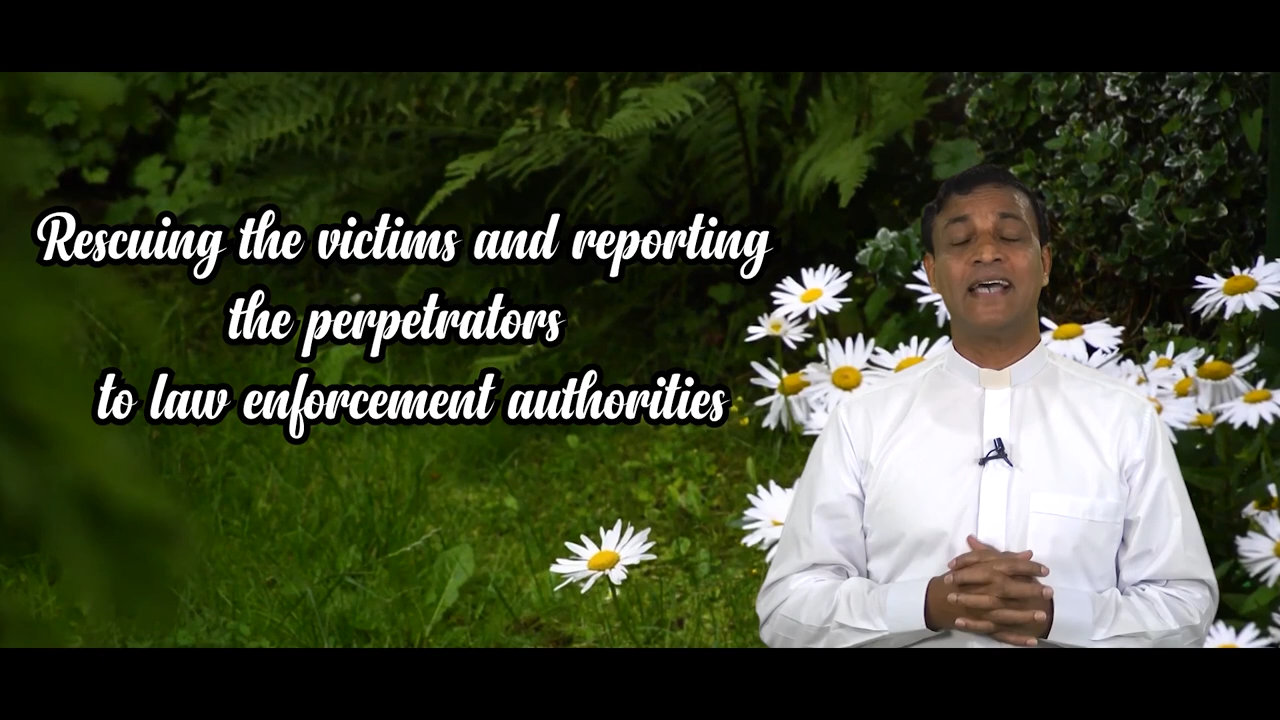 Rescuing the victims and reporting
the perpetrators
to law enforcement authorities